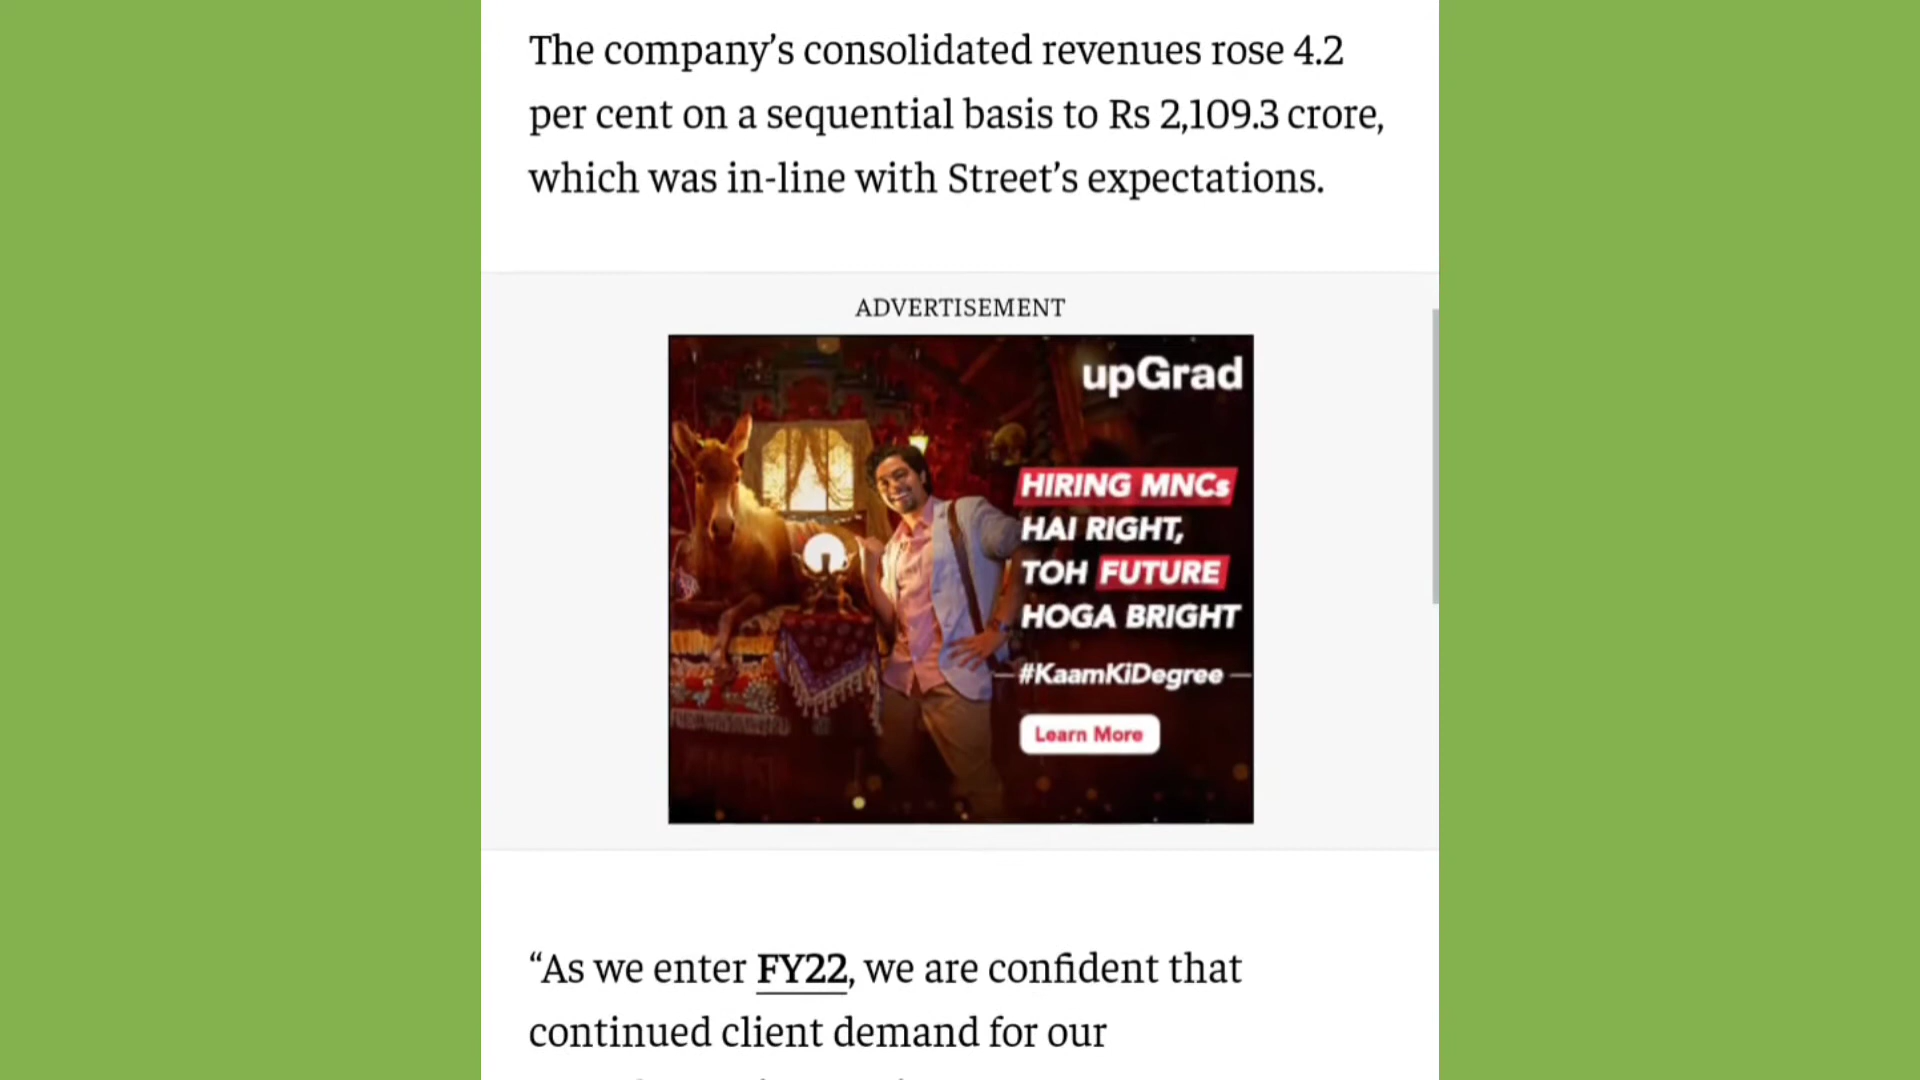 The company’s consolidated revenues rose 4.2
per cent on a sequential basis to Rs 2,109.3 crore,
which was in-line with Street’s expectations.
ADVERTISEMENT
upGrad
HIRING MNCs
HAI RIGHT,
TOH FUTURE
HOGA BRIGHT
#KaamKiDegree
Learn More
“As we enter FY22, we are confident that
continued client demand for our